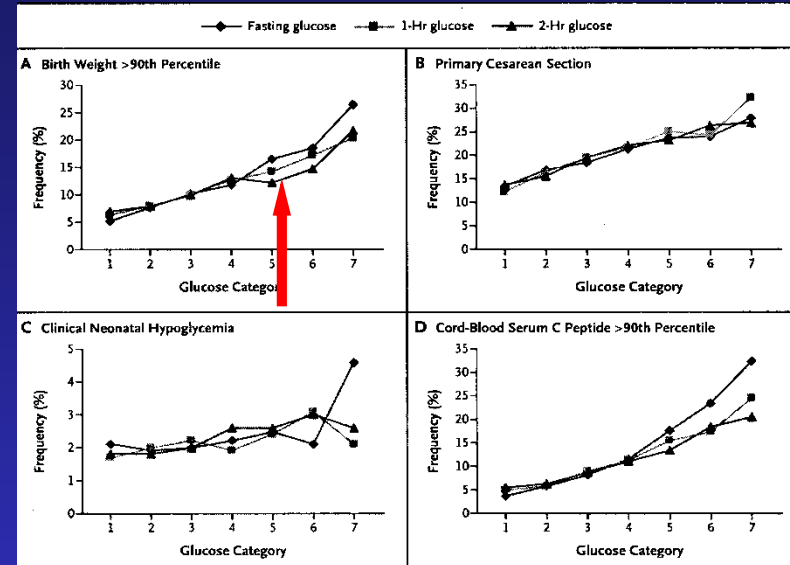 Fasting glucose 1-Hr glucose 2-Hr glucose
A Birth Weight >90th Percentile
30
25
20
15
10
5
0
Frequency (%)
1 2 3 4 5 6 7
Glucose Category
B Primary Cesarean Section
35
30
25
20
15
10
5
0
Frequency (%)
1 2 3 4 5 6 7
Glucose Category
C Clinical Neonatal Hypoglycemia
5
4
3
2
1
0
Frequency (%)
1 2 3 4 5 6 7
Glucose Category
D Cord-Blood Serum C Peptide >90th Percentile
35
30
25
20
15
10
5
0
Frequency (%)
1 2 3 4 5 6 7
Glucose Category